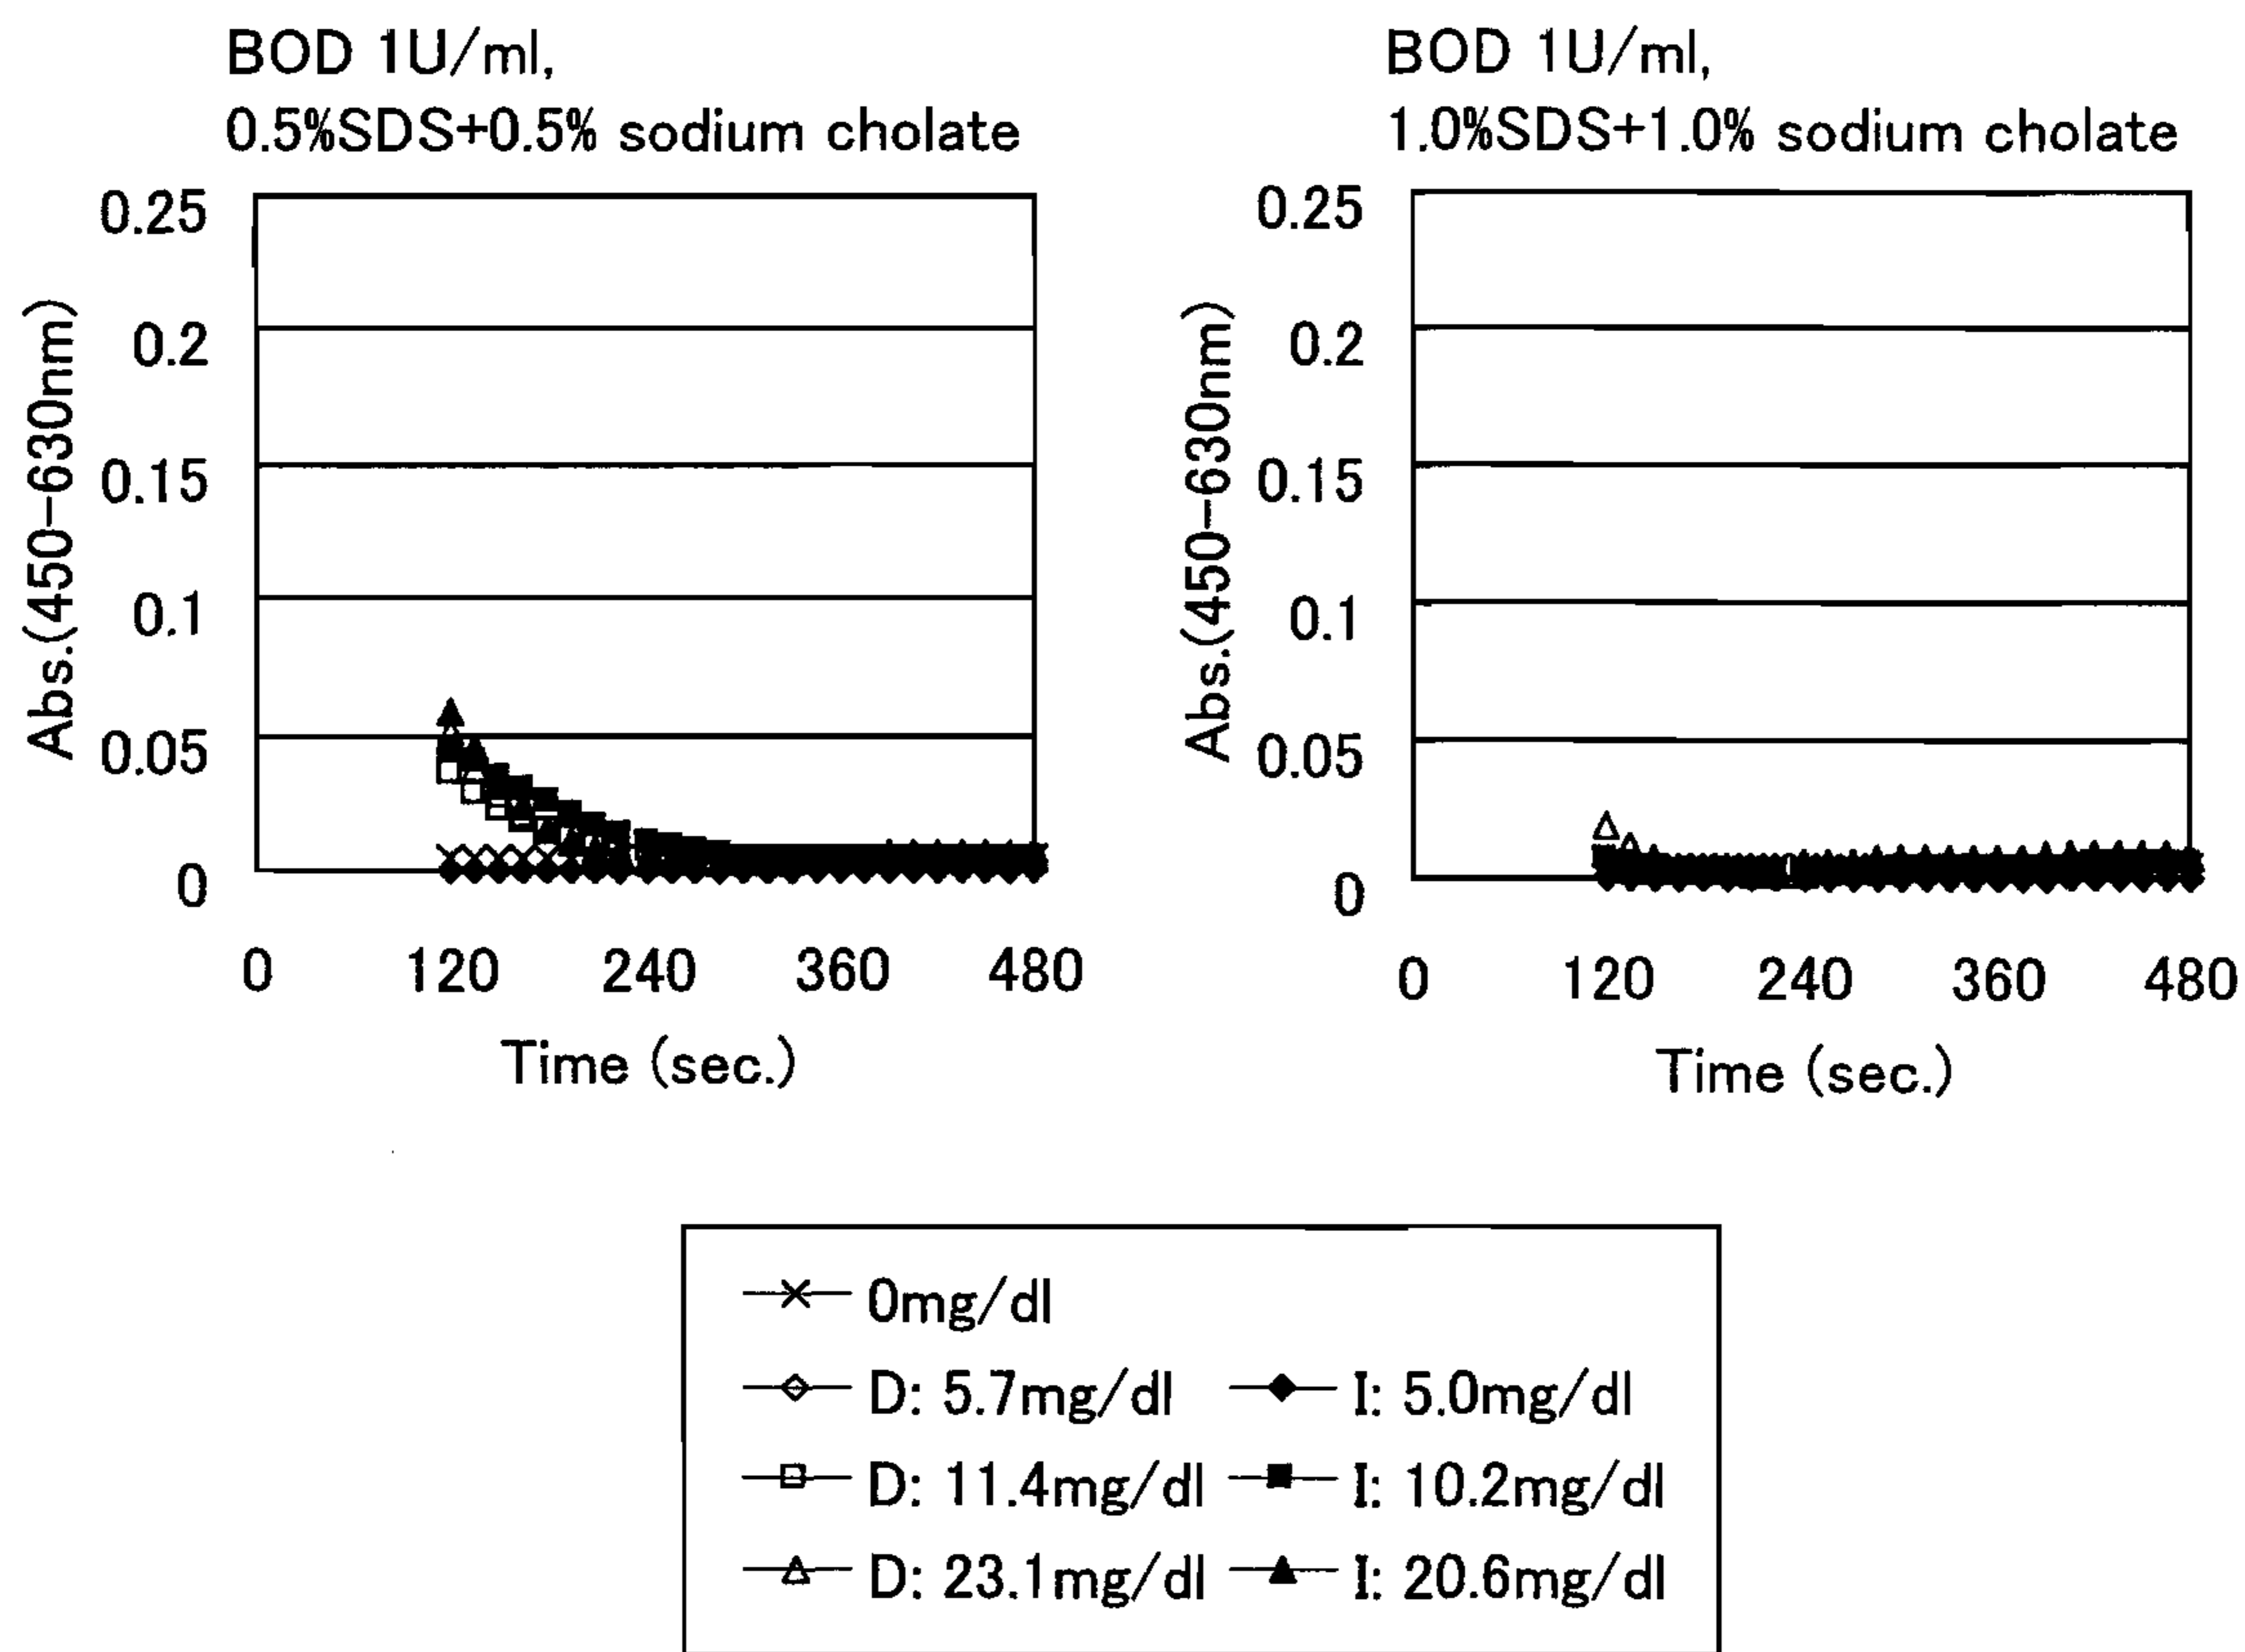 BOD 1U/ml,
0.5%SDS+0.5% sodium cholate
0.25
0.2
0.15
0.1
0.05
0
Abs.(450-630nm)
0 120 240 360 480
Time (sec.)
BOD 1U/ml,
1.0%SDS+1.0% sodium cholate
0.25
0.2
0.15
0.1
0.05
0
Abs.(450-630nm)
0 120 240 360 480
Time (sec.)
0mg/dl
D: 5.7mg/dl I: 5.0mg/dl
D: 11.4mg/dl I: 10.2mg/dl
D: 23.1mg/dl I: 20.6mg/dl